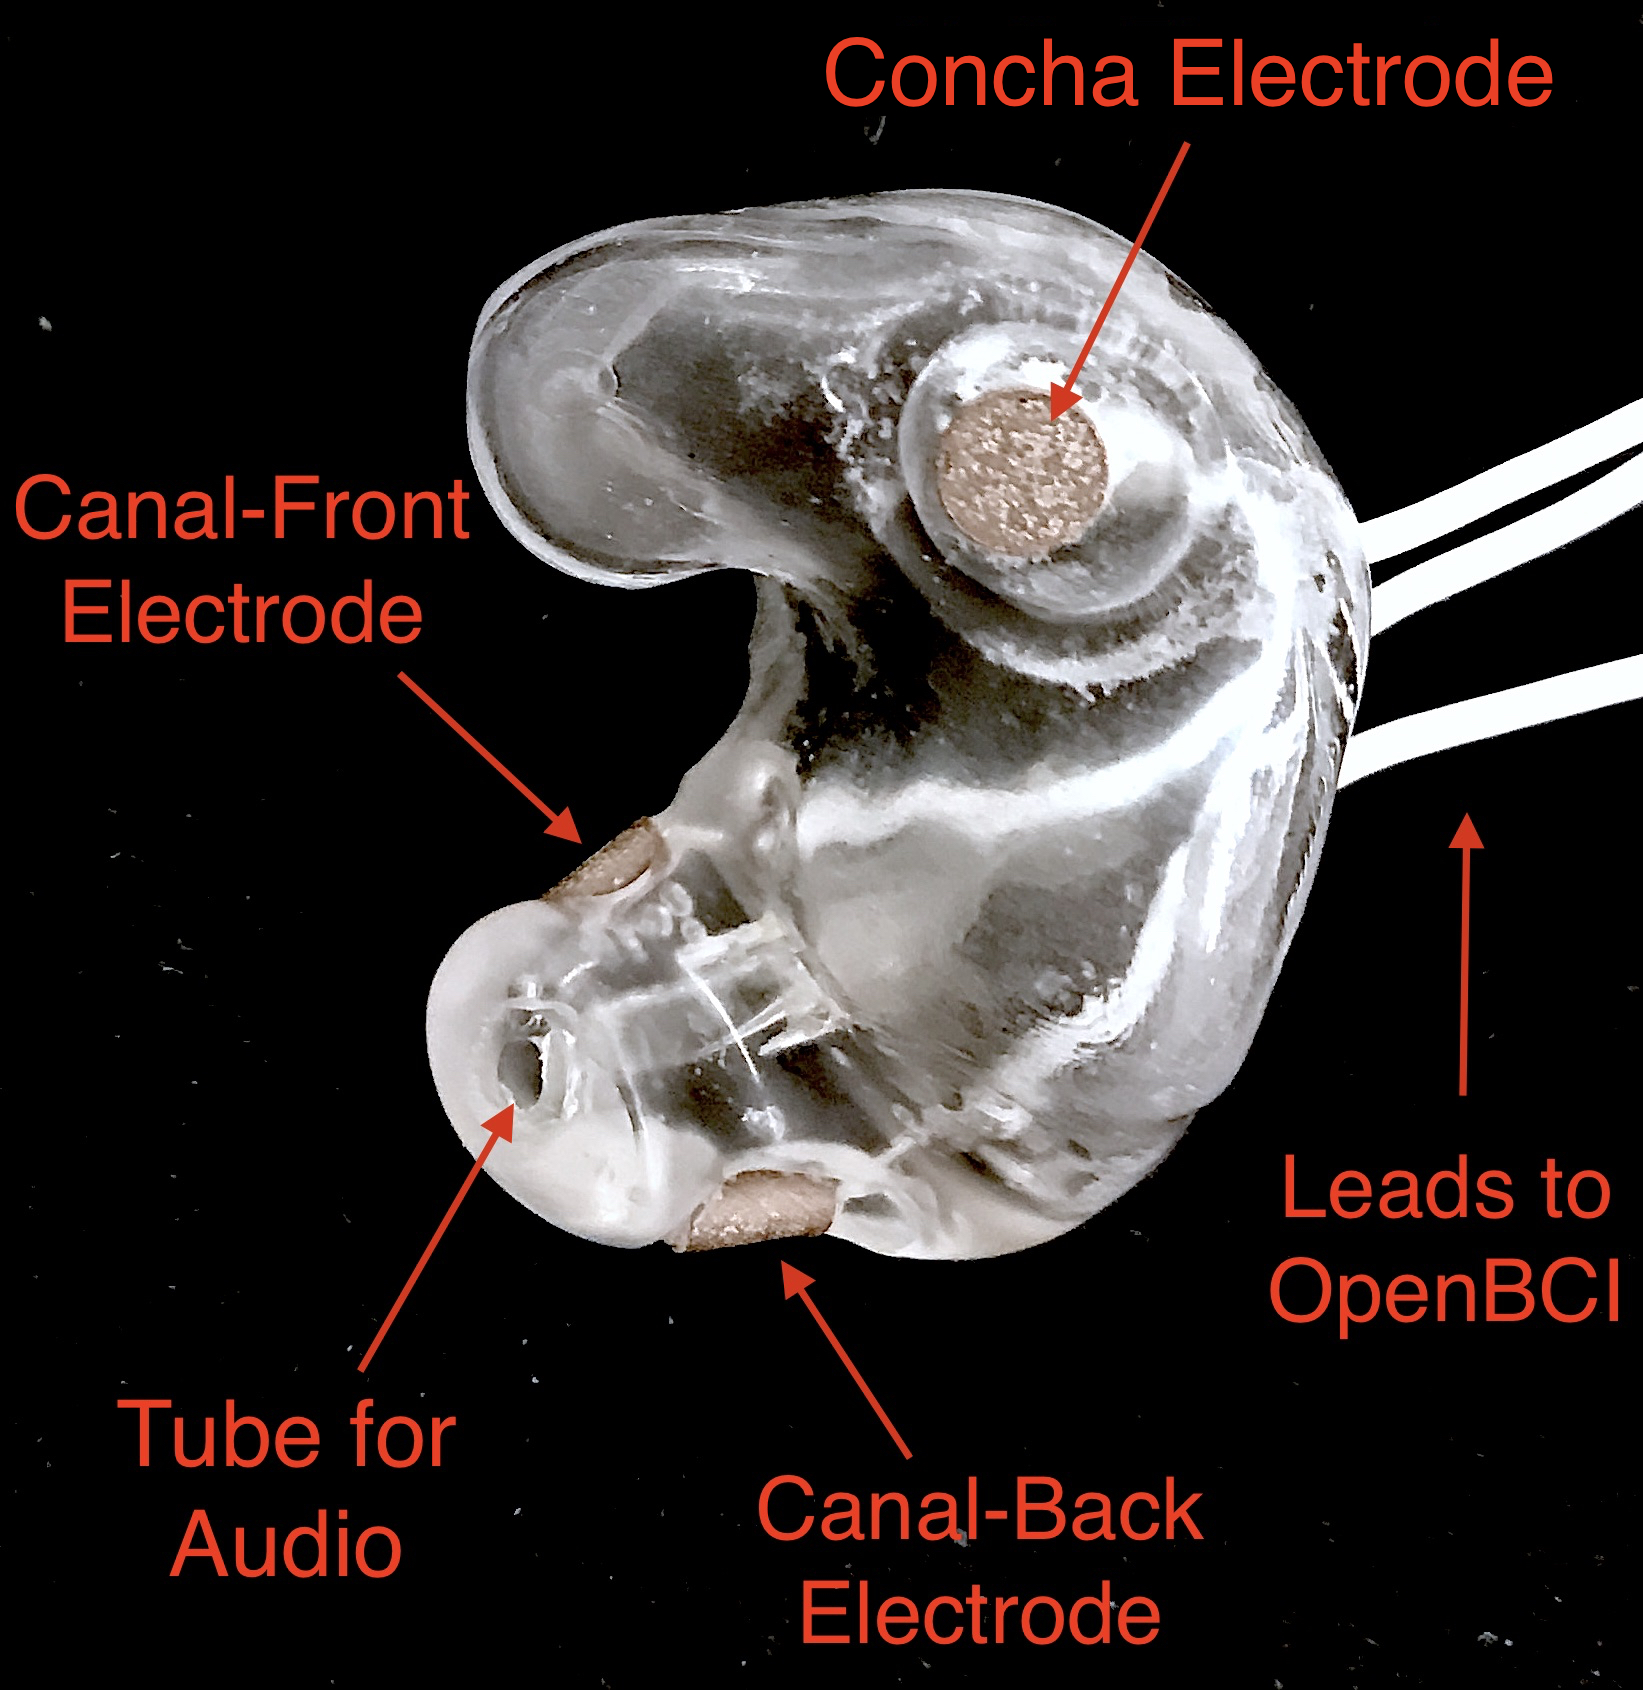 Concha Electrode
Canal-Front
Electrode
Leads to
OpenBCI
Tube for
Audio
Canal-Back
Electrode